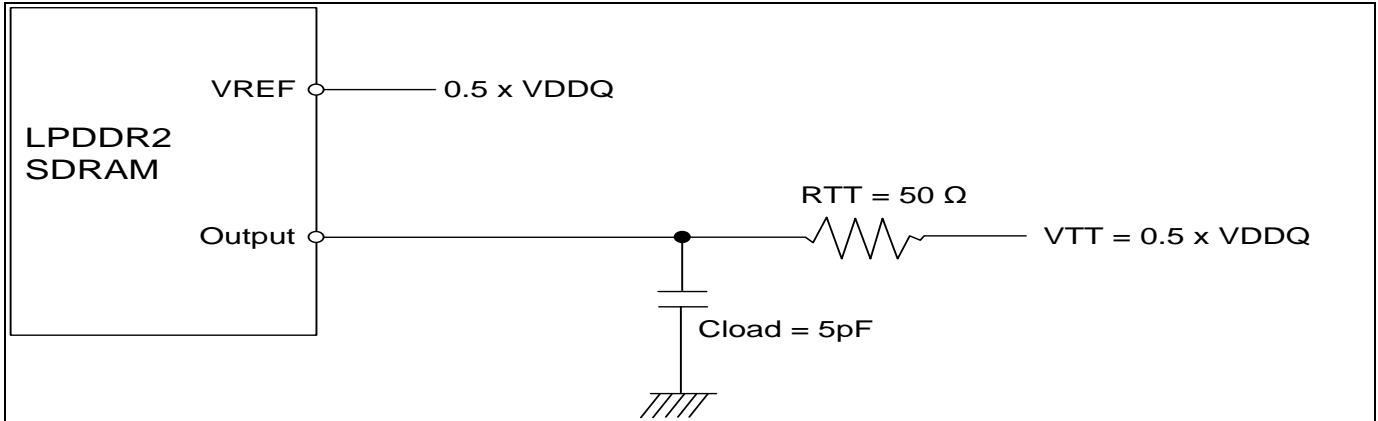 VREF
0.5 x VDDQ
LPDDR2
SDRAM
RTT = 50 Ω
Output
VTT = 0.5 x VDDQ
Cload = 5pF